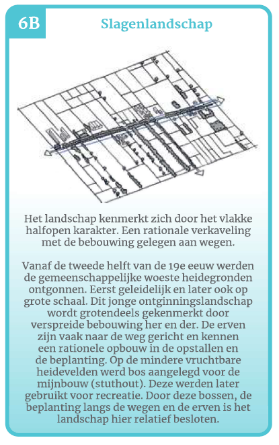 6B
Slagenlandschap
Het landschap kenmerkt zich door het vlakke
halfopen karakter. Een rationale verkaveling
met de bebouwing gelegen aan wegen.
Vanaf de tweede helft van de 19e eeuw werden
de gemeenschappelijke woeste heidegronden
ontgonnen. Eerst geleidelijk en later ook op
grote schaal. Dit jonge ontginningslandschap
wordt grotendeels gekenmerkt door
verspreide bebouwing her en der. De erven
zijn vaak naar de weg gericht en kennen
een rationele opbouw in de opstallen en
de beplanting. Op de mindere vruchtbare
heidevelden werd bos aangelegd voor de
mijnbouw (stuthout). Deze werden later
gebruikt voor recreatie. Door deze bossen, de
beplanting langs de wegen en de erven is het
landschap hier relatief besloten.